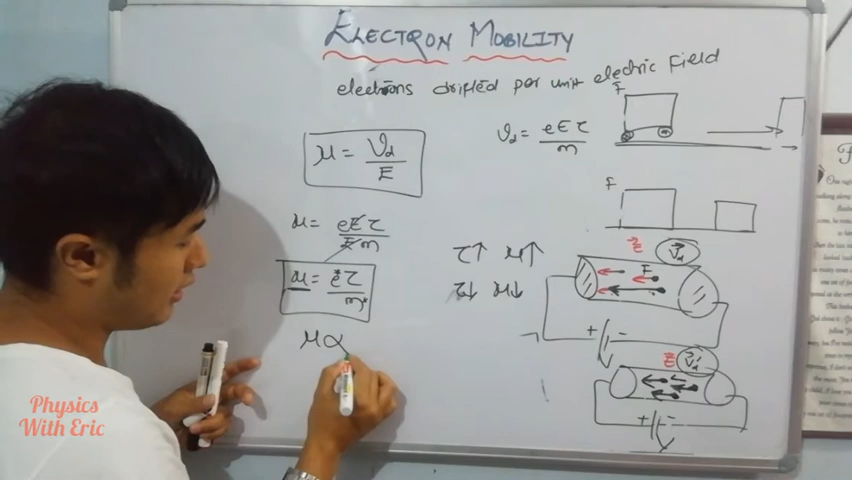 ELECTRON MOBILITY
electrons drifted per unit electric field
F
μ = Vd/E
Vd = eEτ/m
μ = eEτ/Em
F
τ↑ μ↑
E Vd
F
μ = eτ/m*
τ↓ μ↓
+ -
μ α
E Vd
+ -
V
Physics
With Eric